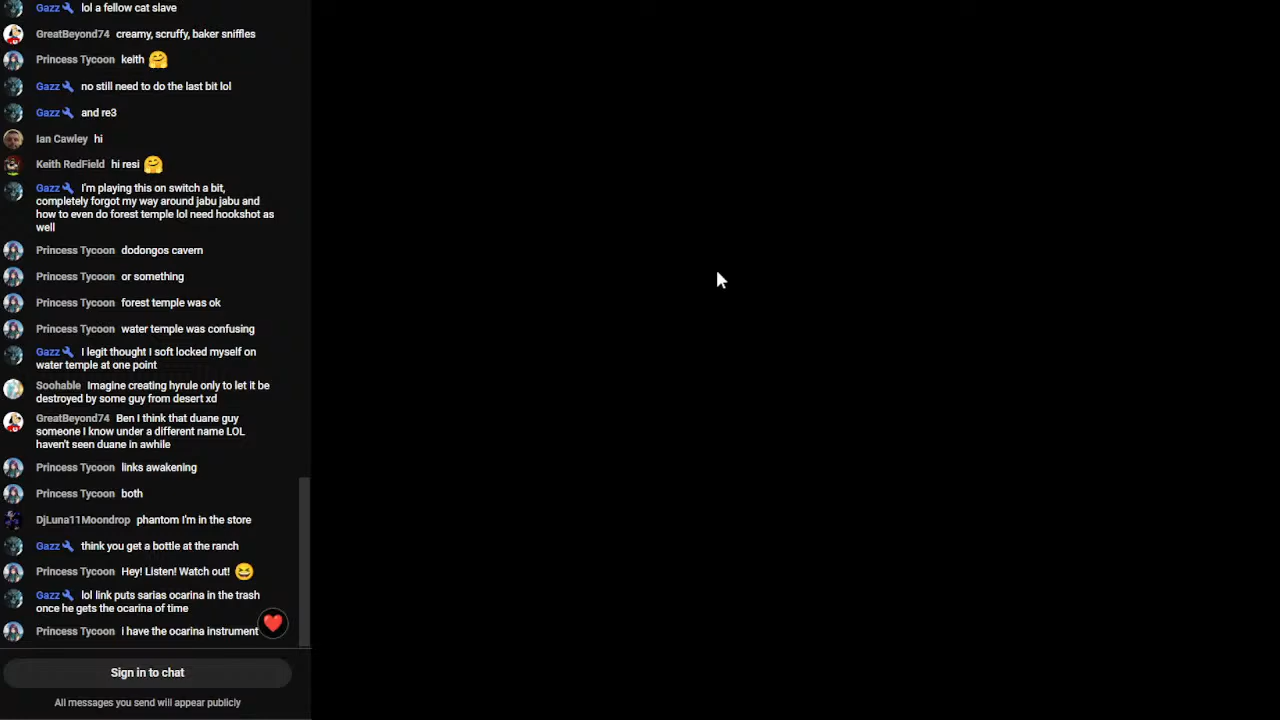 Gazz lol a fellow cat slave
GreatBeyond74 creamy, scruffy, baker sniffles
Princess Tycoon keith 🤗
Gazz no still need to do the last bit lol
Gazz and re3
Ian Cawley hi
Keith RedField hi resi 🤗
Gazz I'm playing this on switch a bit,
completely forgot my way around jabu jabu and
how to even do forest temple lol need hookshot as
well
Princess Tycoon dodongos cavern
Princess Tycoon or something
Princess Tycoon forest temple was ok
Princess Tycoon water temple was confusing
Gazz I legit thought I soft locked myself on
water temple at one point
Soohable Imagine creating hyrule only to let it be
destroyed by some guy from desert xd
GreatBeyond74 Ben I think that duane guy
someone I know under a different name LOL
haven't seen duane in awhile
Princess Tycoon links awakening
Princess Tycoon both
DjLuna11Moondrop phantom I'm in the store
Gazz think you get a bottle at the ranch
Princess Tycoon Hey! Listen! Watch out! 😆
Gazz lol link puts sarias ocarina in the trash
once he gets the ocarina of time
Princess Tycoon I have the ocarina instrument
Sign in to chat
All messages you send will appear publicly